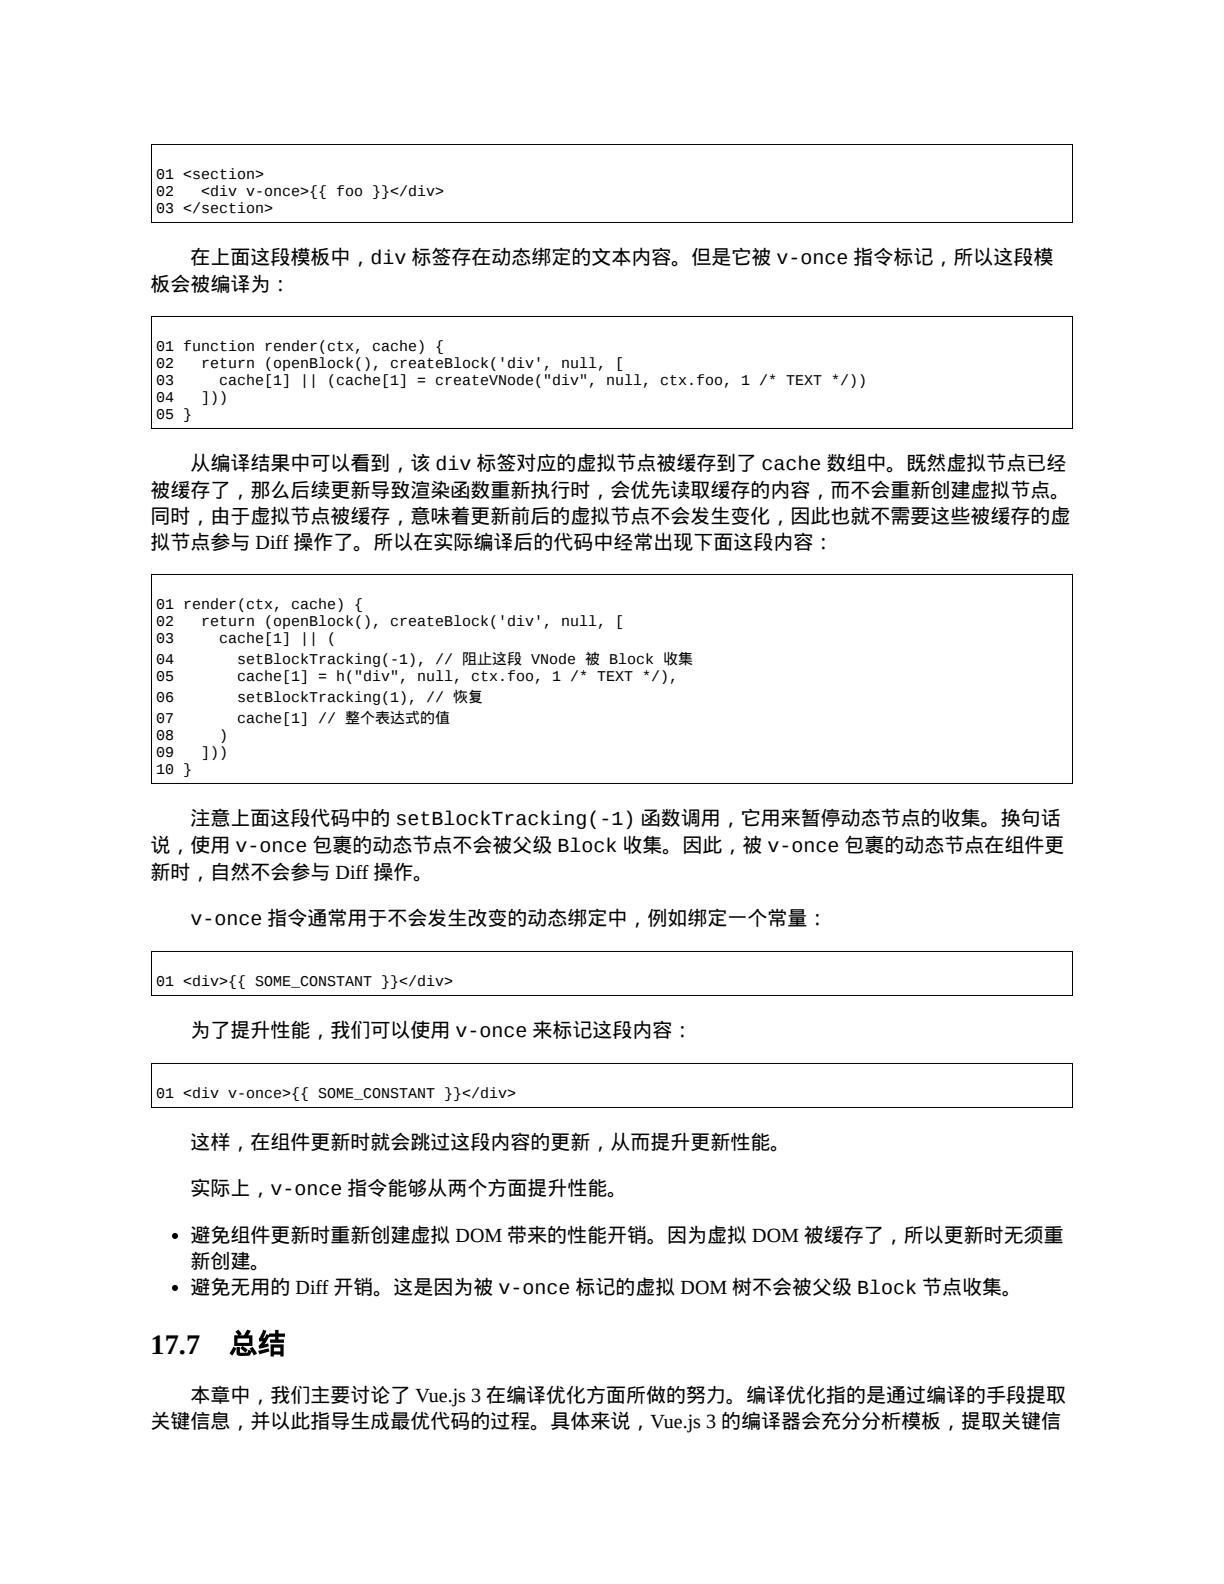 01 <section>
02   <div v-once>{{ foo }}</div>
03 </section>
在上面这段模板中，div 标签存在动态绑定的文本内容。但是它被 v-once 指令标记，所以这段模
板会被编译为：
01 function render(ctx, cache) {
02   return (openBlock(), createBlock('div', null, [
03     cache[1] || (cache[1] = createVNode("div", null, ctx.foo, 1 /* TEXT */))
04   ]))
05 }
从编译结果中可以看到，该 div 标签对应的虚拟节点被缓存到了 cache 数组中。既然虚拟节点已经
被缓存了，那么后续更新导致渲染函数重新执行时，会优先读取缓存的内容，而不会重新创建虚拟节点。
同时，由于虚拟节点被缓存，意味着更新前后的虚拟节点不会发生变化，因此也就不需要这些被缓存的虚
拟节点参与 Diff 操作了。所以在实际编译后的代码中经常出现下面这段内容：
01 render(ctx, cache) {
02   return (openBlock(), createBlock('div', null, [
03     cache[1] || (
04       setBlockTracking(-1), // 阻止这段 VNode 被 Block 收集
05       cache[1] = h("div", null, ctx.foo, 1 /* TEXT */),
06       setBlockTracking(1), // 恢复
07       cache[1] // 整个表达式的值
08     )
09   ]))
10 }
注意上面这段代码中的 setBlockTracking(-1) 函数调用，它用来暂停动态节点的收集。换句话
说，使用 v-once 包裹的动态节点不会被父级 Block 收集。因此，被 v-once 包裹的动态节点在组件更
新时，自然不会参与 Diff 操作。
v-once 指令通常用于不会发生改变的动态绑定中，例如绑定一个常量：
01 <div>{{ SOME_CONSTANT }}</div>
为了提升性能，我们可以使用 v-once 来标记这段内容：
01 <div v-once>{{ SOME_CONSTANT }}</div>
这样，在组件更新时就会跳过这段内容的更新，从而提升更新性能。
实际上，v-once 指令能够从两个方面提升性能。
• 避免组件更新时重新创建虚拟 DOM 带来的性能开销。因为虚拟 DOM 被缓存了，所以更新时无须重
新创建。
• 避免无用的 Diff 开销。这是因为被 v-once 标记的虚拟 DOM 树不会被父级 Block 节点收集。
17.7 总结
本章中，我们主要讨论了 Vue.js 3 在编译优化方面所做的努力。编译优化指的是通过编译的手段提取
关键信息，并以此指导生成最优代码的过程。具体来说，Vue.js 3 的编译器会充分分析模板，提取关键信